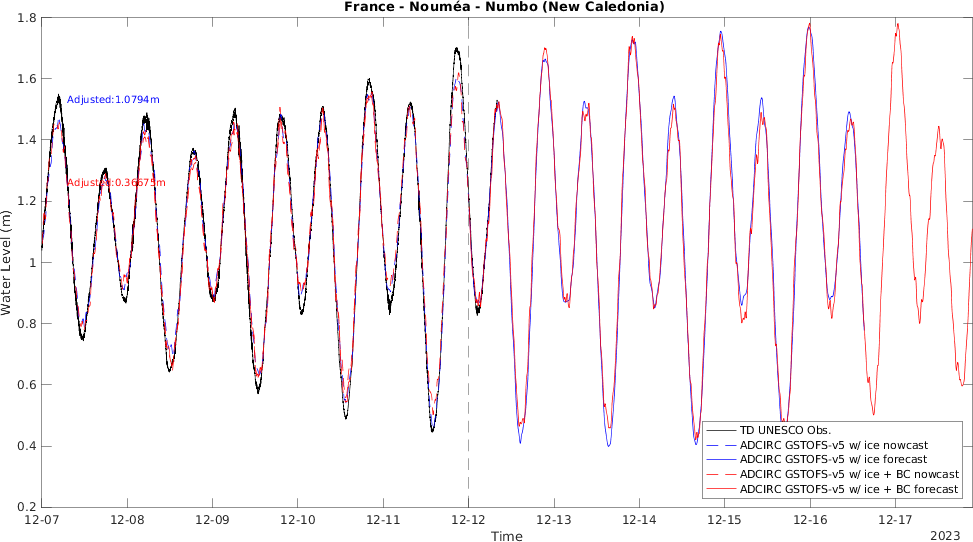 France - Nouméa - Numbo (New Caledonia)
1.8
1.6
1.4
1.2
1
0.8
0.6
0.4
0.2
Water Level (m)
Adjusted:1.0794m
Adjusted:0.36675m
TD UNESCO Obs.
ADCIRC GSTOFS-v5 w/ ice nowcast
ADCIRC GSTOFS-v5 w/ ice forecast
ADCIRC GSTOFS-v5 w/ ice + BC nowcast
ADCIRC GSTOFS-v5 w/ ice + BC forecast
12-07 12-08 12-09 12-10 12-11 12-12 12-13 12-14 12-15 12-16 12-17
Time
2023